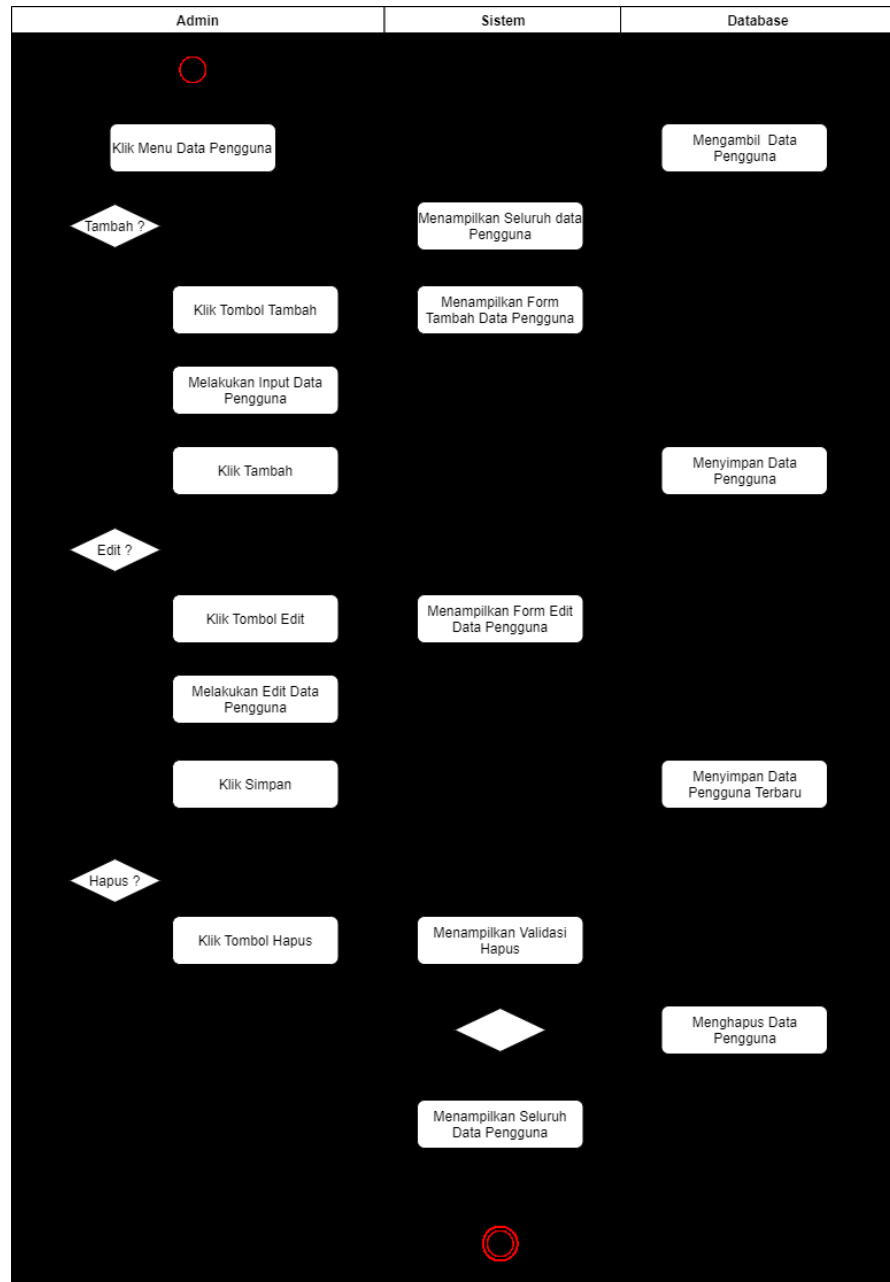 Admin
Sistem
Database
Klik Menu Data Pengguna
Mengambil Data
Pengguna
Tambah ?
Menampilkan Seluruh data
Pengguna
Klik Tombol Tambah
Menampilkan Form
Tambah Data Pengguna
Melakukan Input Data
Pengguna
Klik Tambah
Menyimpan Data
Pengguna
Edit ?
Klik Tombol Edit
Menampilkan Form Edit
Data Pengguna
Melakukan Edit Data
Pengguna
Klik Simpan
Menyimpan Data
Pengguna Terbaru
Hapus ?
Klik Tombol Hapus
Menampilkan Validasi
Hapus
Menghapus Data
Pengguna
Menampilkan Seluruh
Data Pengguna